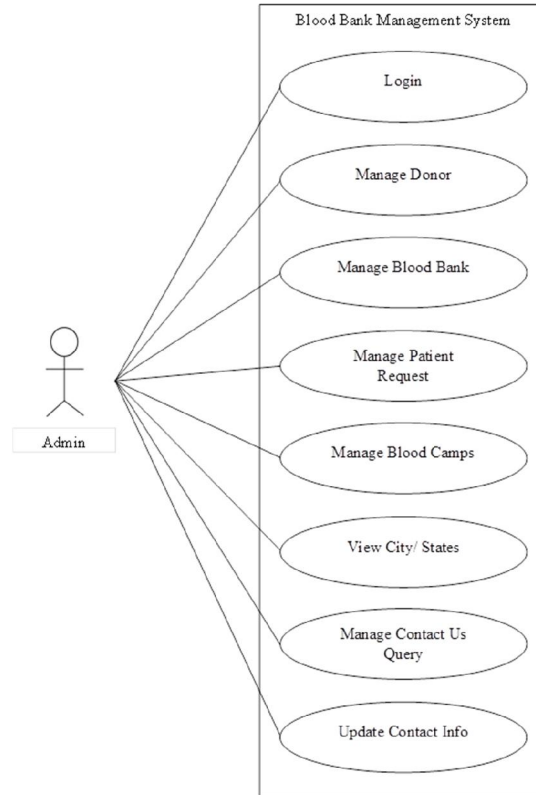 Blood Bank Management System
Login
Manage Donor
Manage Blood Bank
Manage Patient
Request
Admin
Manage Blood Camps
View City/ States
Manage Contact Us
Query
Update Contact Info